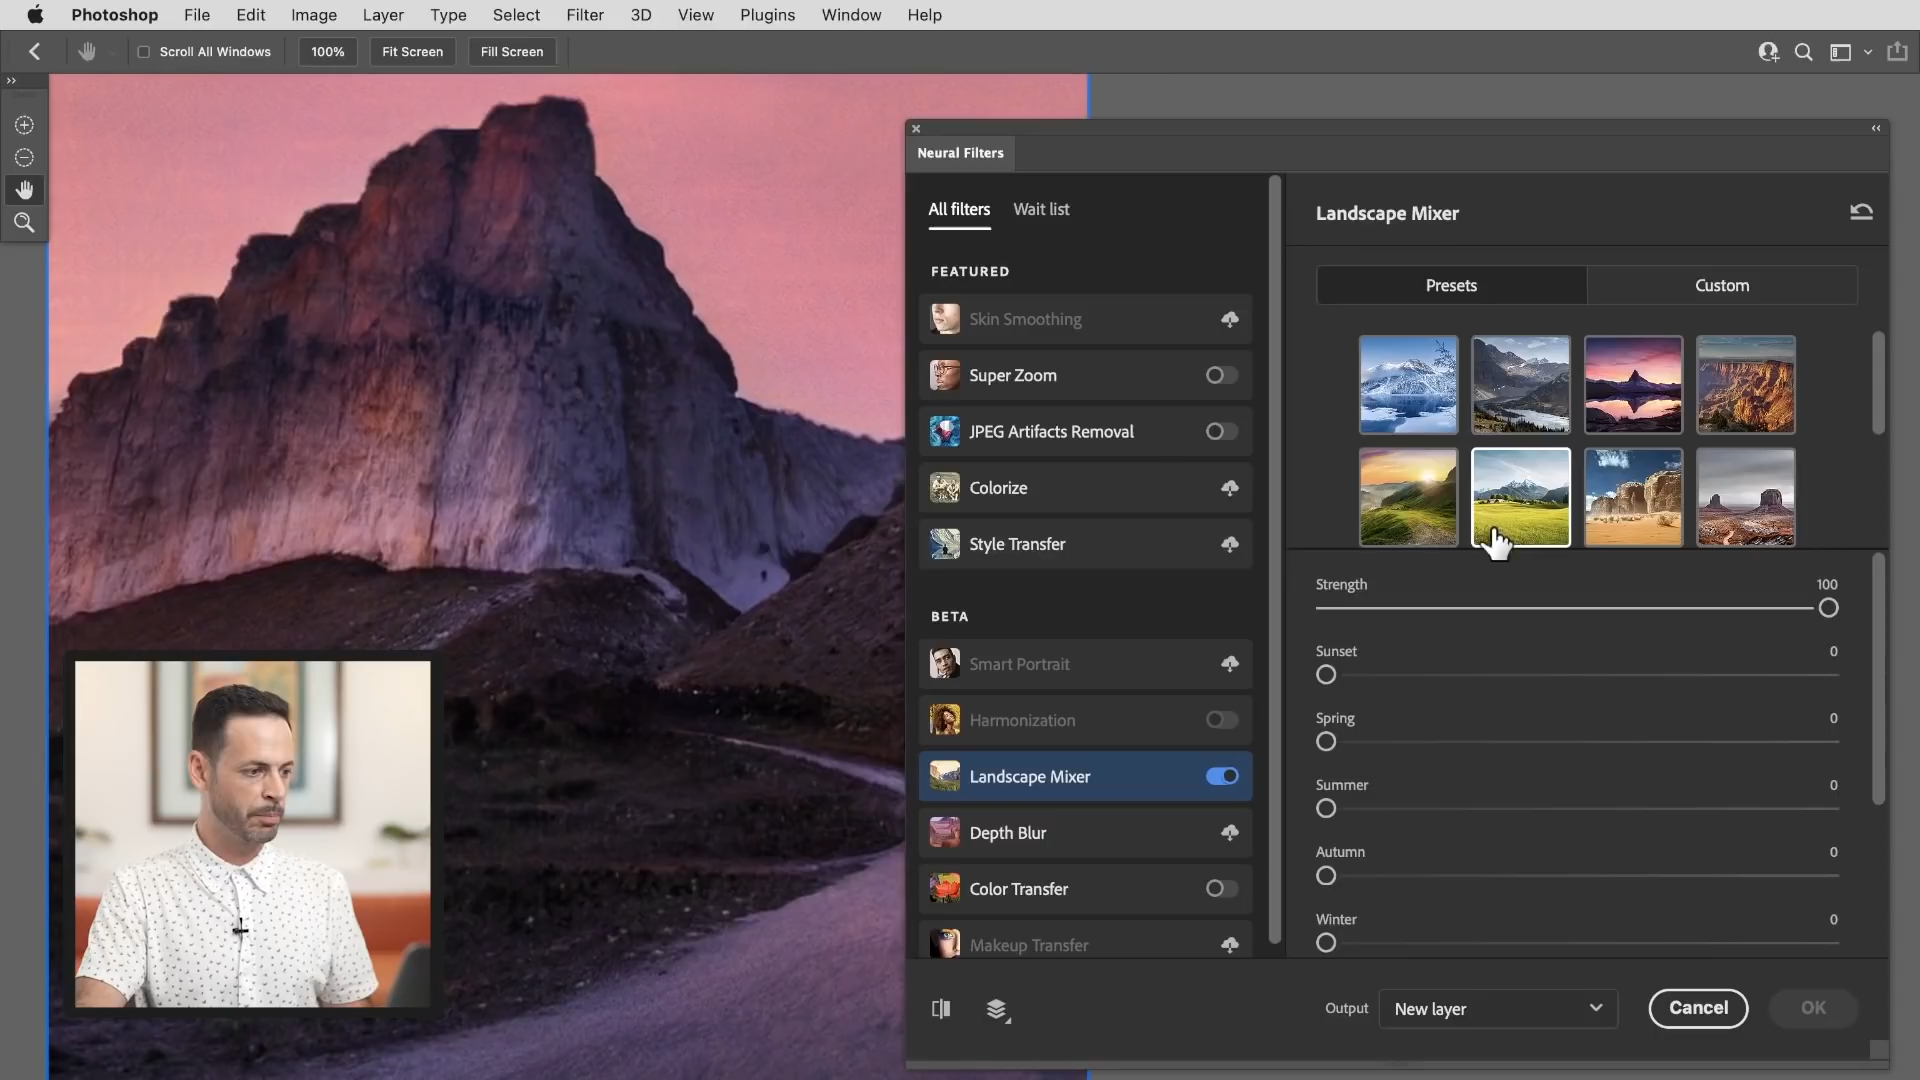 Photoshop File Edit Image Layer Type Select Filter 3D View Plugins Window Help
Scroll All Windows 100% Fit Screen Fill Screen
Neural Filters
All filters Wait list
FEATURED
Skin Smoothing
Super Zoom
JPEG Artifacts Removal
Colorize
Style Transfer
BETA
Smart Portrait
Harmonization
Landscape Mixer
Depth Blur
Color Transfer
Makeup Transfer
Landscape Mixer
Presets Custom
Strength 100
Sunset 0
Spring 0
Summer 0
Autumn 0
Winter 0
Output New layer Cancel OK